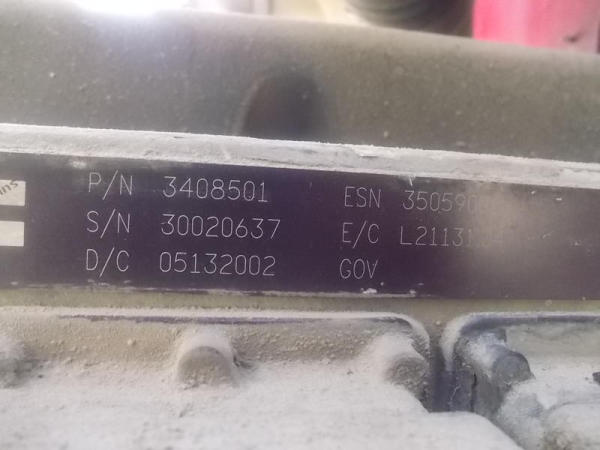 P/N 3408501 ESN
S/N 30020637 E/C
D/C 05132002 GOV